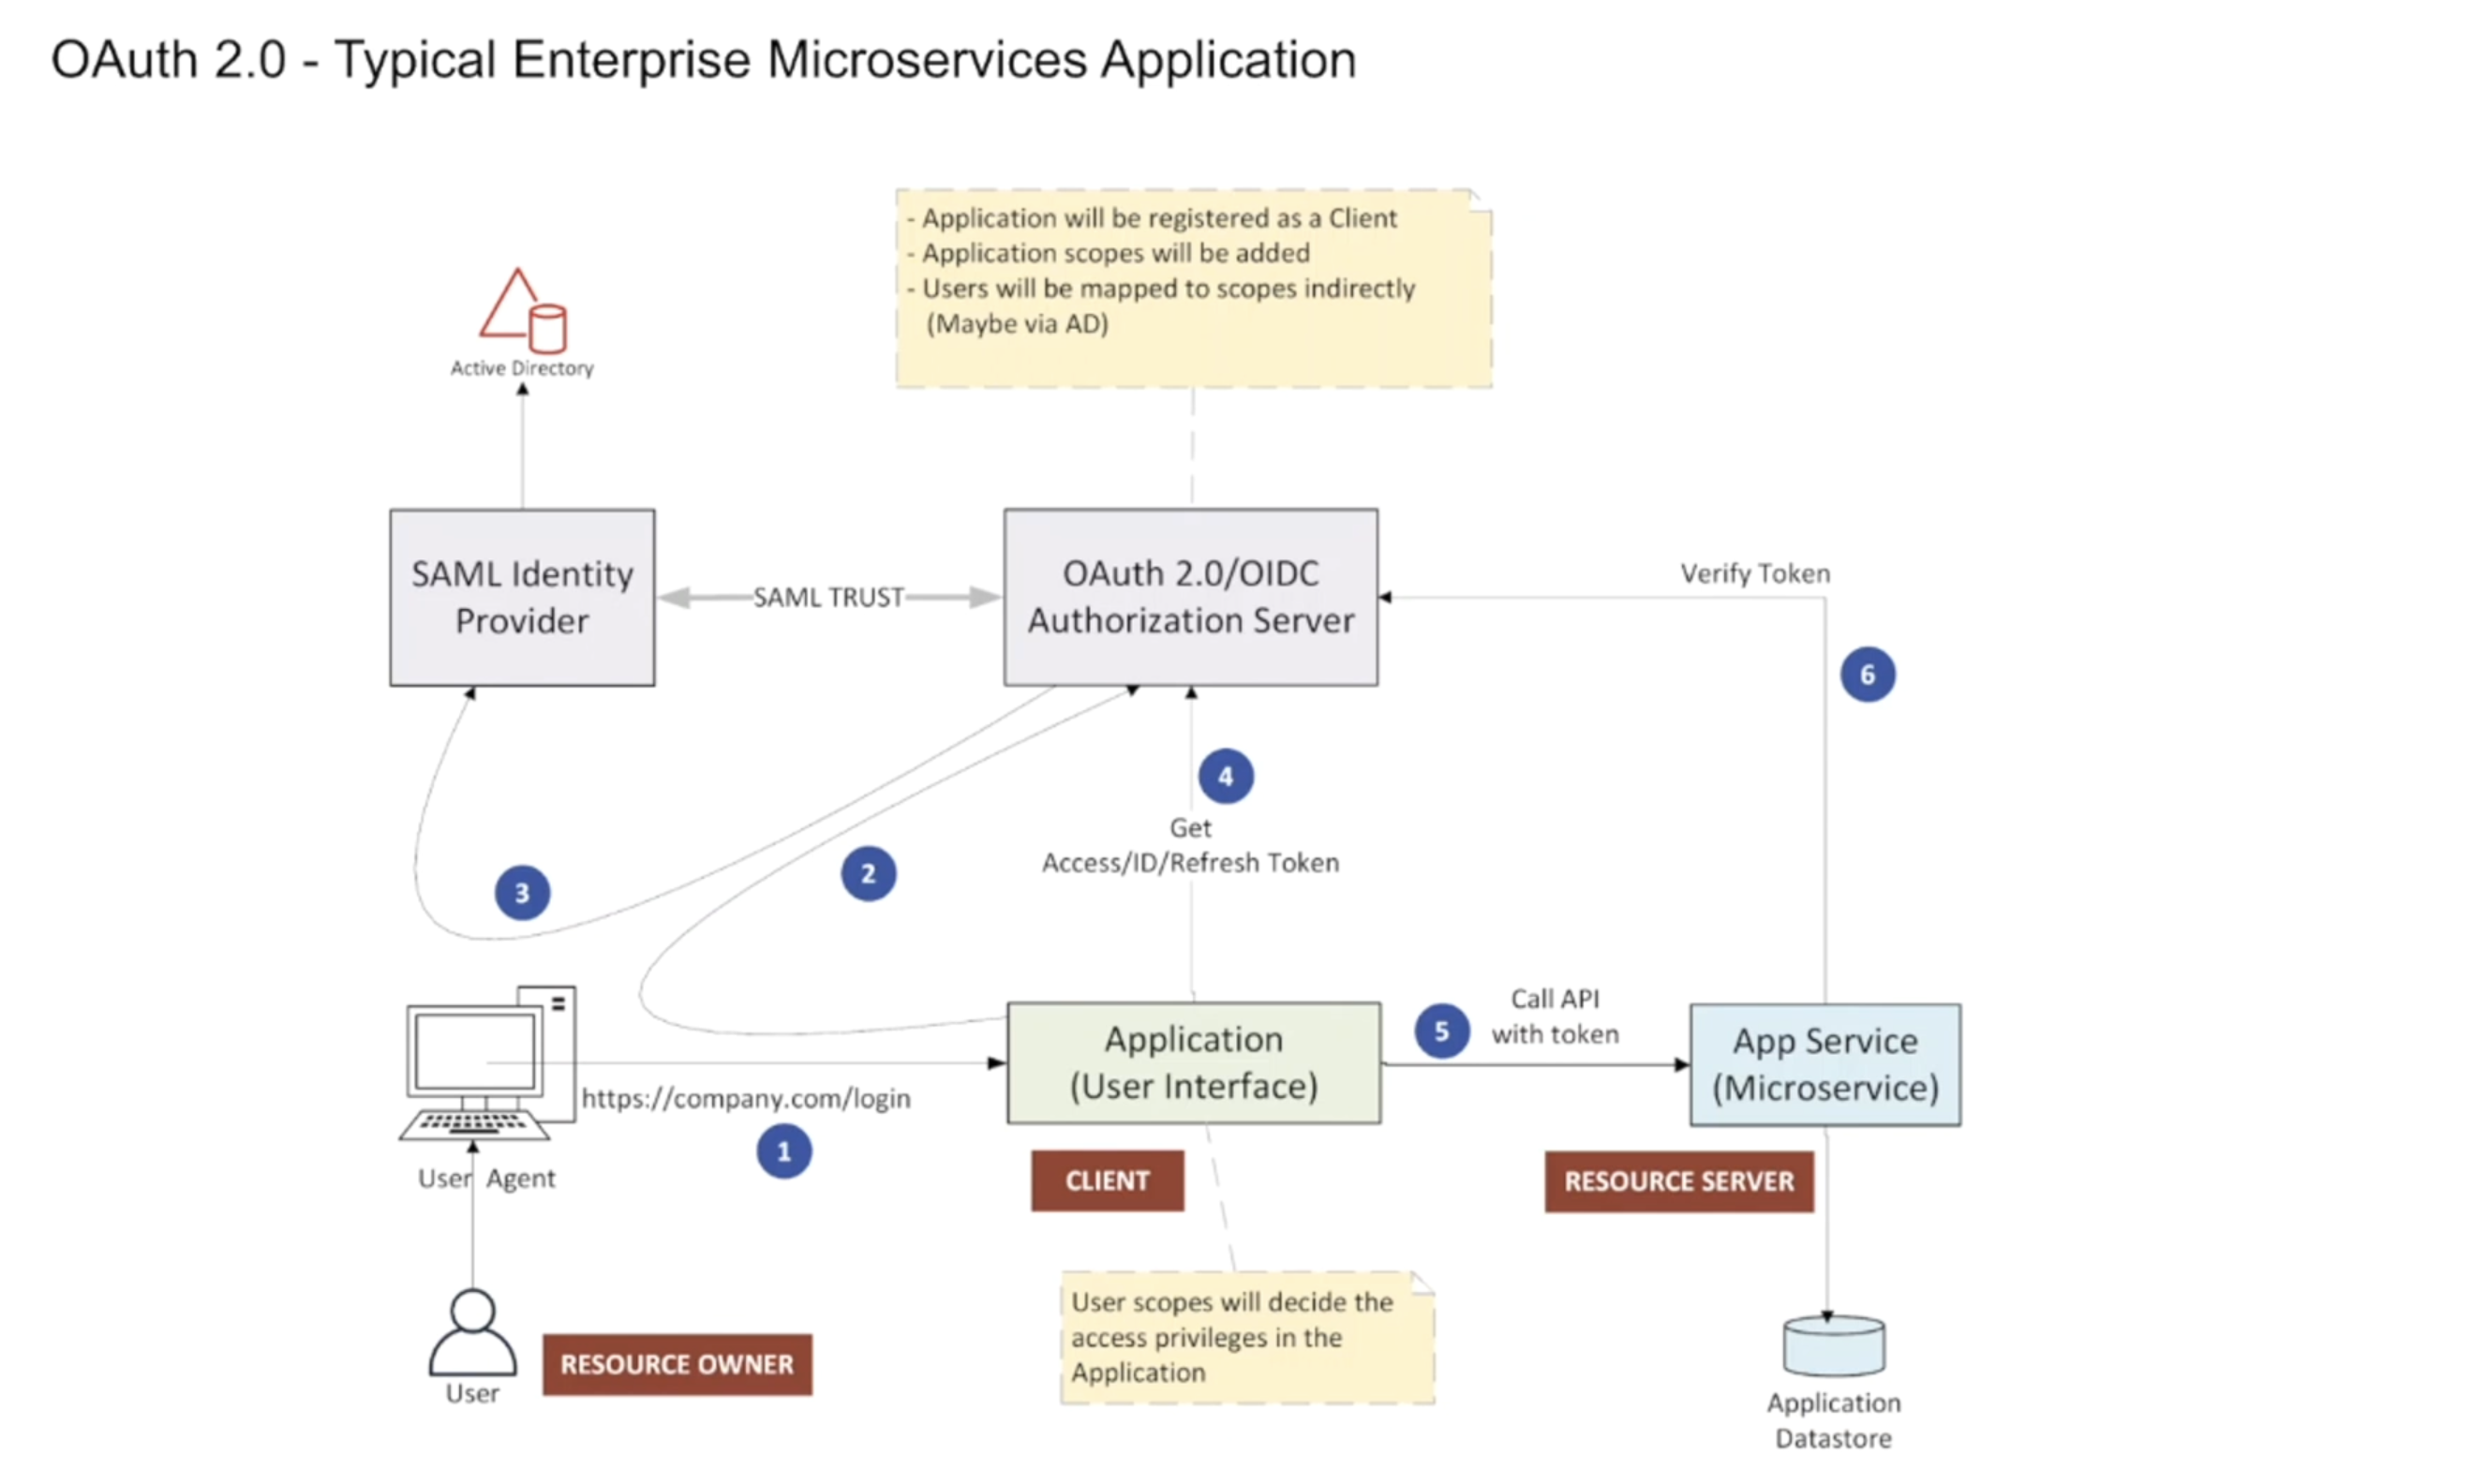 OAuth 2.0 - Typical Enterprise Microservices Application
- Application will be registered as a Client
- Application scopes will be added
- Users will be mapped to scopes indirectly
(Maybe via AD)
Active Directory
SAML Identity
Provider
SAML TRUST
OAuth 2.0/OIDC
Authorization Server
Verify Token
6
4
Get
Access/ID/Refresh Token
2
3
Application
(User Interface)
5
Call API
with token
App Service
(Microservice)
https://company.com/login
1
User Agent
CLIENT
RESOURCE SERVER
User scopes will decide the
access privileges in the
Application
RESOURCE OWNER
User
Application
Datastore